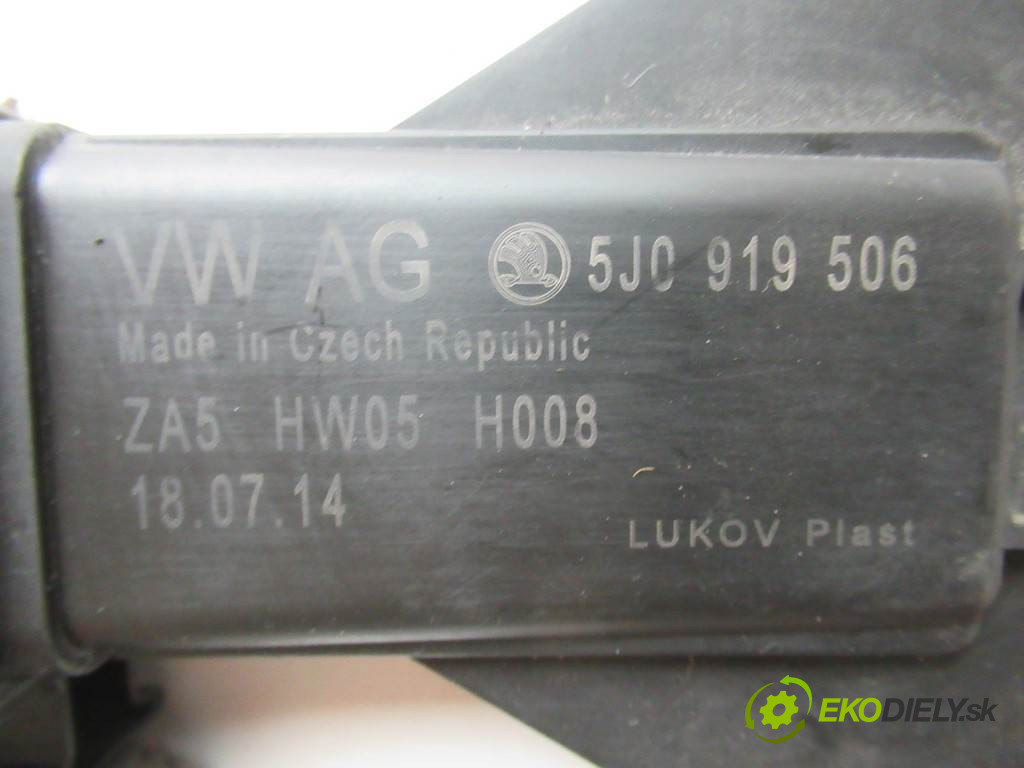 VW AG 5J0 919 506
Made in Czech Republic
ZA5 HW05 H008
18.07.14
LUKOV Plast
EKODIELY.sk